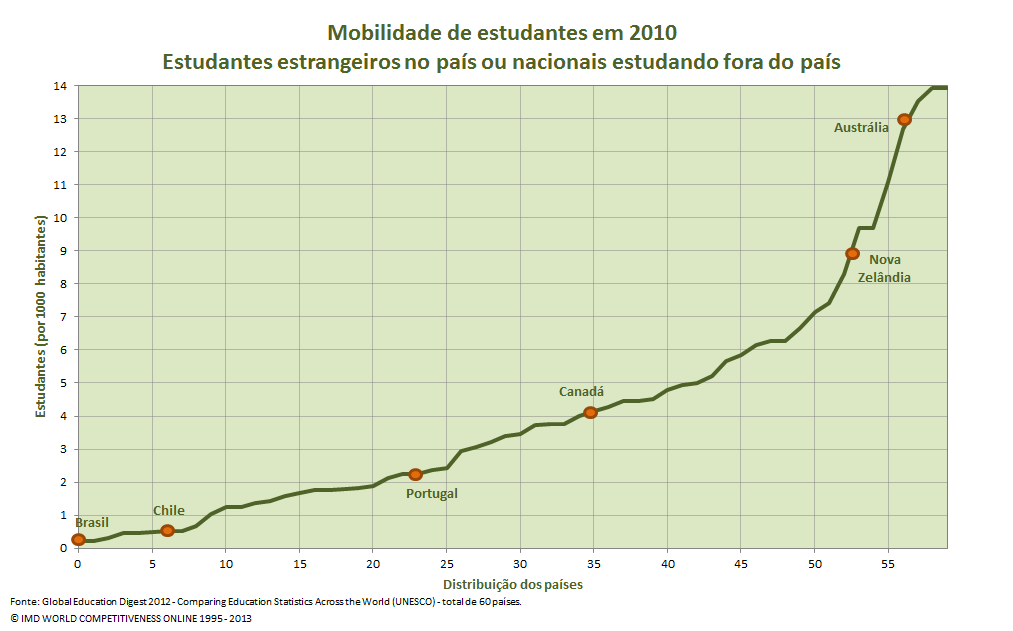 Mobilidade de estudantes em 2010
Estudantes estrangeiros no país ou nacionais estudando fora do país
Estudantes (por 1000 habitantes)
14
13
12
11
10
9
8
7
6
5
4
3
2
1
0
Austrália
Nova
Zelândia
Canadá
Portugal
Chile
Brasil
0 5 10 15 20 25 30 35 40 45 50 55
Distribuição dos países
Fonte: Global Education Digest 2012 - Comparing Education Statistics Across the World (UNESCO) - total de 60 países.
© IMD WORLD COMPETITIVENESS ONLINE 1995 - 2013